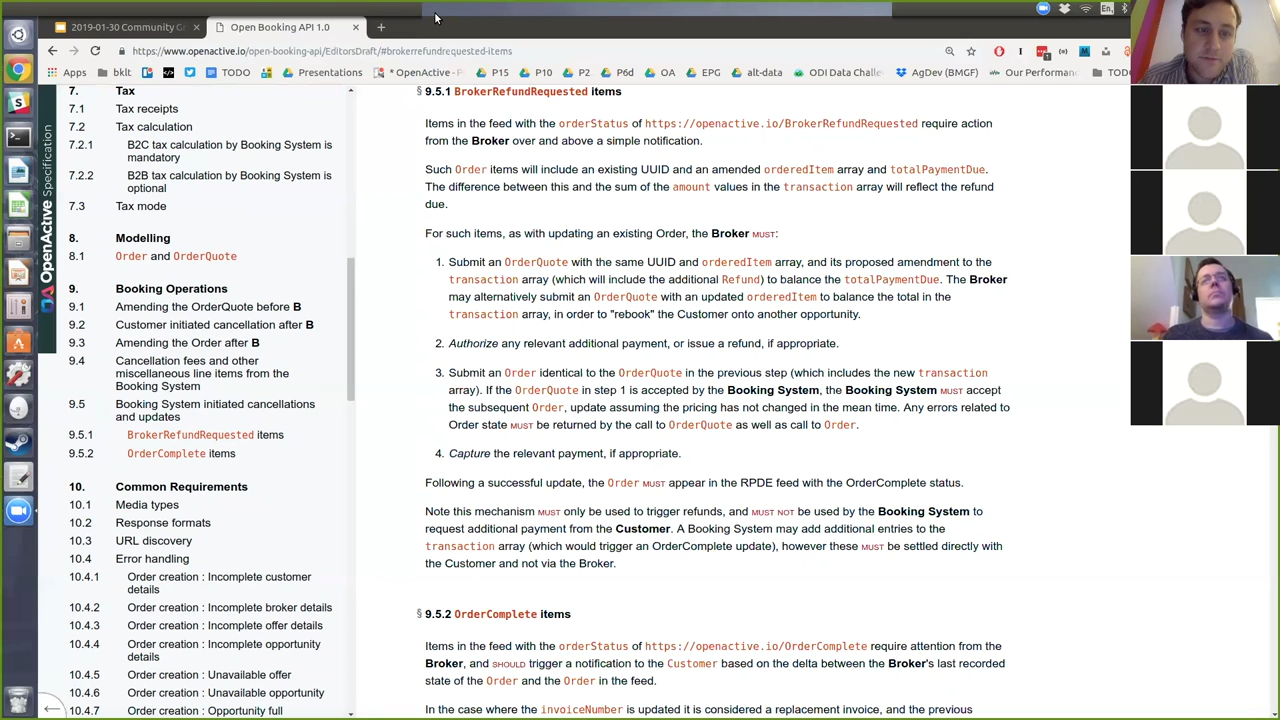 2019-01-30 Community G
Open Booking API 1.0
En
https://www.openactive.io/open-booking-api/EditorsDraft/#brokerrefundrequested-items
Apps
bklt
TODO
Presentations
* OpenActive - P
P15
P10
P2
P6d
OA
EPG
alt-data
ODI Data Challe
AgDev (BMGF)
Our Performan
TODO
OpenActive
7. Tax
7.1 Tax receipts
7.2 Tax calculation
7.2.1 B2C tax calculation by Booking System is
mandatory
7.2.2 B2B tax calculation by Booking System is
optional
7.3 Tax mode
8. Modelling
8.1 Order and OrderQuote
9. Booking Operations
9.1 Amending the OrderQuote before B
9.2 Customer initiated cancellation after B
9.3 Amending the Order after B
9.4 Cancellation fees and other
miscellaneous line items from the
Booking System
9.5 Booking System initiated cancellations
and updates
9.5.1 BrokerRefundRequested items
9.5.2 OrderComplete items
10. Common Requirements
10.1 Media types
10.2 Response formats
10.3 URL discovery
10.4 Error handling
10.4.1 Order creation : Incomplete customer
details
10.4.2 Order creation : Incomplete broker details
10.4.3 Order creation : Incomplete offer details
10.4.4 Order creation : Incomplete opportunity
details
10.4.5 Order creation : Unavailable offer
10.4.6 Order creation : Unavailable opportunity
10.4.7 Order creation : Opportunity full
§ 9.5.1 BrokerRefundRequested items
Items in the feed with the orderStatus of https://openactive.io/BrokerRefundRequested require action
from the Broker over and above a simple notification.
Such Order items will include an existing UUID and an amended orderedItem array and totalPaymentDue.
The difference between this and the sum of the amount values in the transaction array will reflect the refund
due.
For such items, as with updating an existing Order, the Broker MUST:
1. Submit an OrderQuote with the same UUID and orderedItem array, and its proposed amendment to the
transaction array (which will include the additional Refund) to balance the totalPaymentDue. The Broker
may alternatively submit an OrderQuote with an updated orderedItem to balance the total in the
transaction array, in order to "rebook" the Customer onto another opportunity.
2. Authorize any relevant additional payment, or issue a refund, if appropriate.
3. Submit an Order identical to the OrderQuote in the previous step (which includes the new transaction
array). If the OrderQuote in step 1 is accepted by the Booking System, the Booking System MUST accept
the subsequent Order, update assuming the pricing has not changed in the mean time. Any errors related to
Order state MUST be returned by the call to OrderQuote as well as call to Order.
4. Capture the relevant payment, if appropriate.
Following a successful update, the Order MUST appear in the RPDE feed with the OrderComplete status.
Note this mechanism MUST only be used to trigger refunds, and MUST NOT be used by the Booking System to
request additional payment from the Customer. A Booking System may add additional entries to the
transaction array (which would trigger an OrderComplete update), however these MUST be settled directly with
the Customer and not via the Broker.
§ 9.5.2 OrderComplete items
Items in the feed with the orderStatus of https://openactive.io/OrderComplete require attention from the
Broker, and SHOULD trigger a notification to the Customer based on the delta between the Broker's last recorded
state of the Order and the Order in the feed.
In the case where the invoiceNumber is updated it is considered a replacement invoice, and the previous